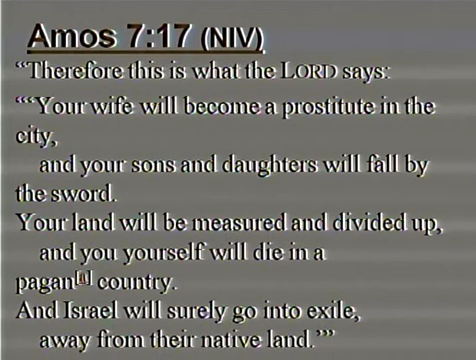 Amos 7:17 (NIV)
“Therefore this is what the LORD says:
““Your wife will become a prostitute in the
city,
and your sons and daughters will fall by
the sword.
Your land will be measured and divided up,
and you yourself will die in a
pagan[a] country.
And Israel will surely go into exile,
away from their native land.’”